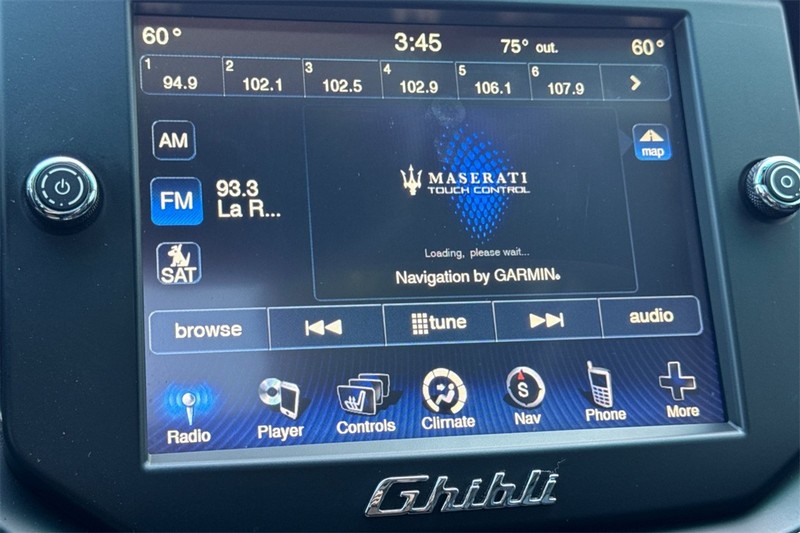 60° 3:45 75° out. 60°
1 94.9 2 102.1 3 102.5 4 102.9 5 106.1 6 107.9
AM
map
MASERATI
TOUCH CONTROL
FM 93.3
La R...
SAT
Loading, please wait...
Navigation by GARMIN
browse tune audio
S
Radio Player Controls Climate Nav Phone More
Ghibli